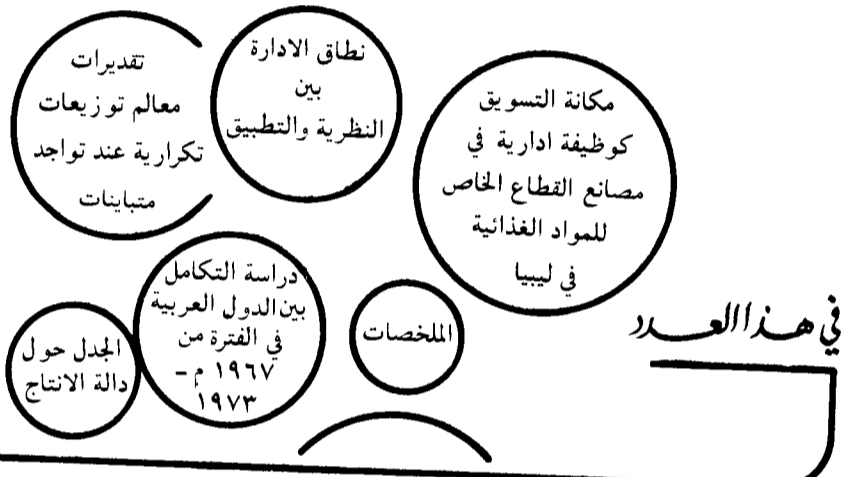 في هذا العدد
مكانة التسويق
كوظيفة ادارية في
مصانع القطاع الخاص
للمواد الغذائية
في ليبيا
نطاق الادارة
بين
النظرية والتطبيق
تقديرات
معالم توزيعات
تكرارية عند تواجد
متباينات
الملخصات
دراسة التكامل
بين الدول العربية
في الفترة من
١٩٦٧ م -
١٩٧٣
الجدل حول
دالة الانتاج